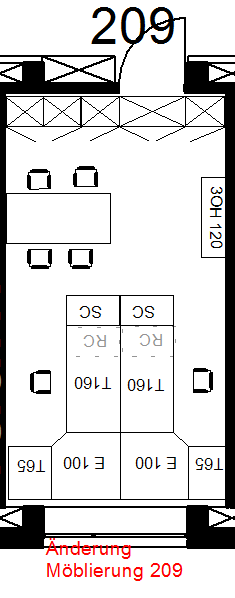 209
3OH 120
SC SC
RC RC
T160 T160
T65 E 100 E 100 T65
Änderung
Möblierung 209